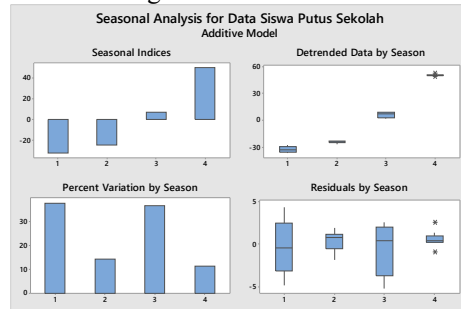 Seasonal Analysis for Data Siswa Putus Sekolah
Additive Model
Seasonal Indices
40
20
0
-20
1 2 3 4
Detrended Data by Season
60
30
0
-30
1 2 3 4
Percent Variation by Season
30
20
10
0
1 2 3 4
Residuals by Season
5
0
-5
1 2 3 4